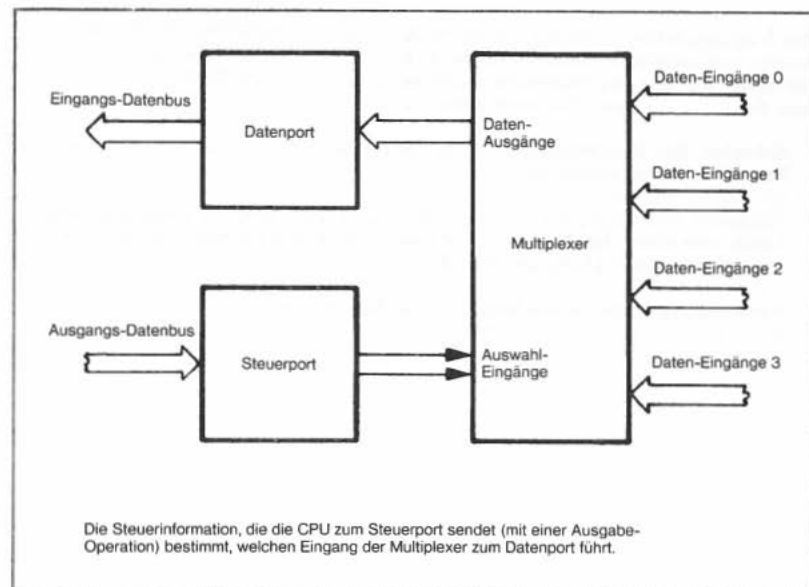 Eingangs-Datenbus
Datenport
Daten-
Ausgänge
Daten-Eingänge 0
Daten-Eingänge 1
Multiplexer
Daten-Eingänge 2
Ausgangs-Datenbus
Steuerport
Auswahl-
Eingänge
Daten-Eingänge 3
Die Steuerinformation, die die CPU zum Steuerport sendet (mit einer Ausgabe-
Operation) bestimmt, welchen Eingang der Multiplexer zum Datenport führt.